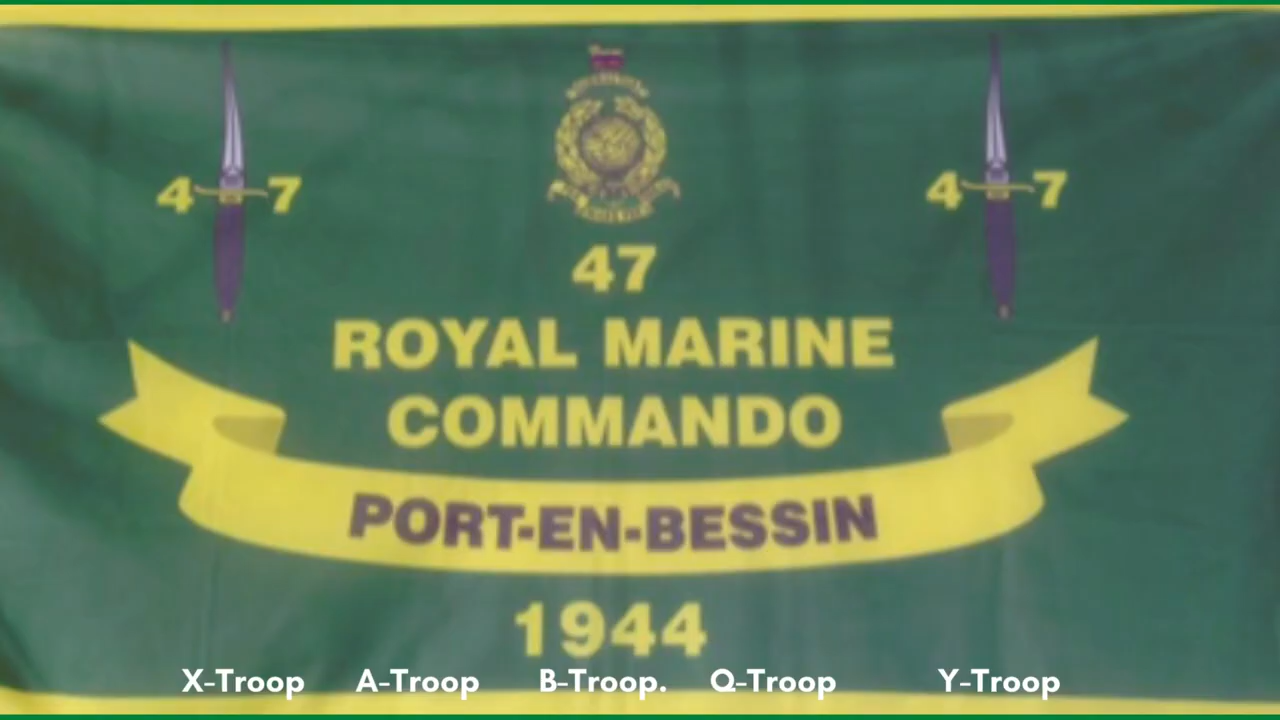 4 7
4 7
47
ROYAL MARINE
COMMANDO
PORT-EN-BESSIN
1944
X-Troop A-Troop B-Troop. Q-Troop Y-Troop